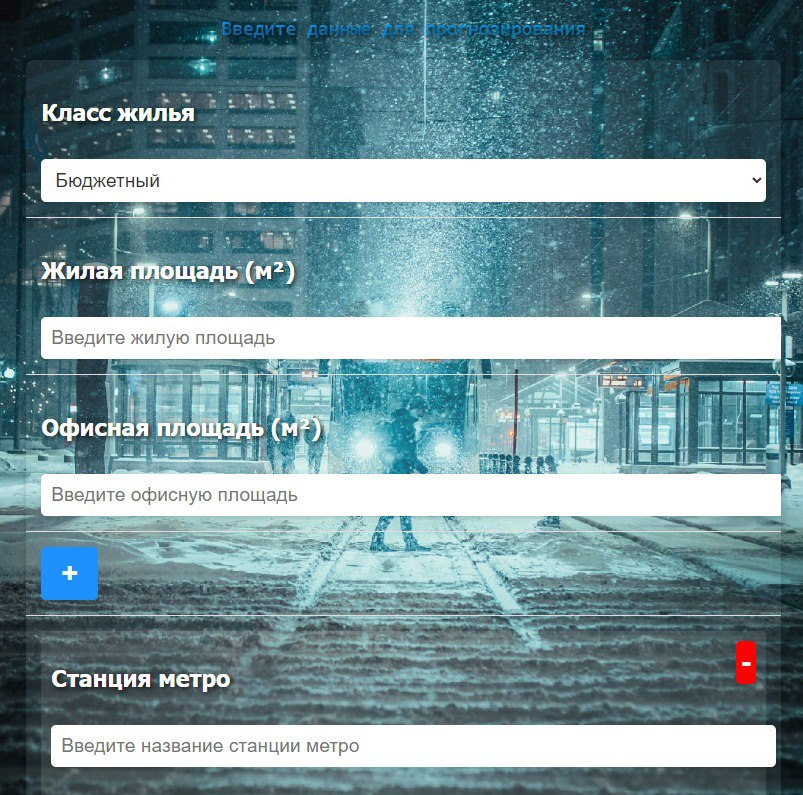 Введите данные для прогнозирования
Класс жилья
Бюджетный
Жилая площадь (м²)
Введите жилую площадь
Офисная площадь (м²)
Введите офисную площадь
+
-
Станция метро
Введите название станции метро